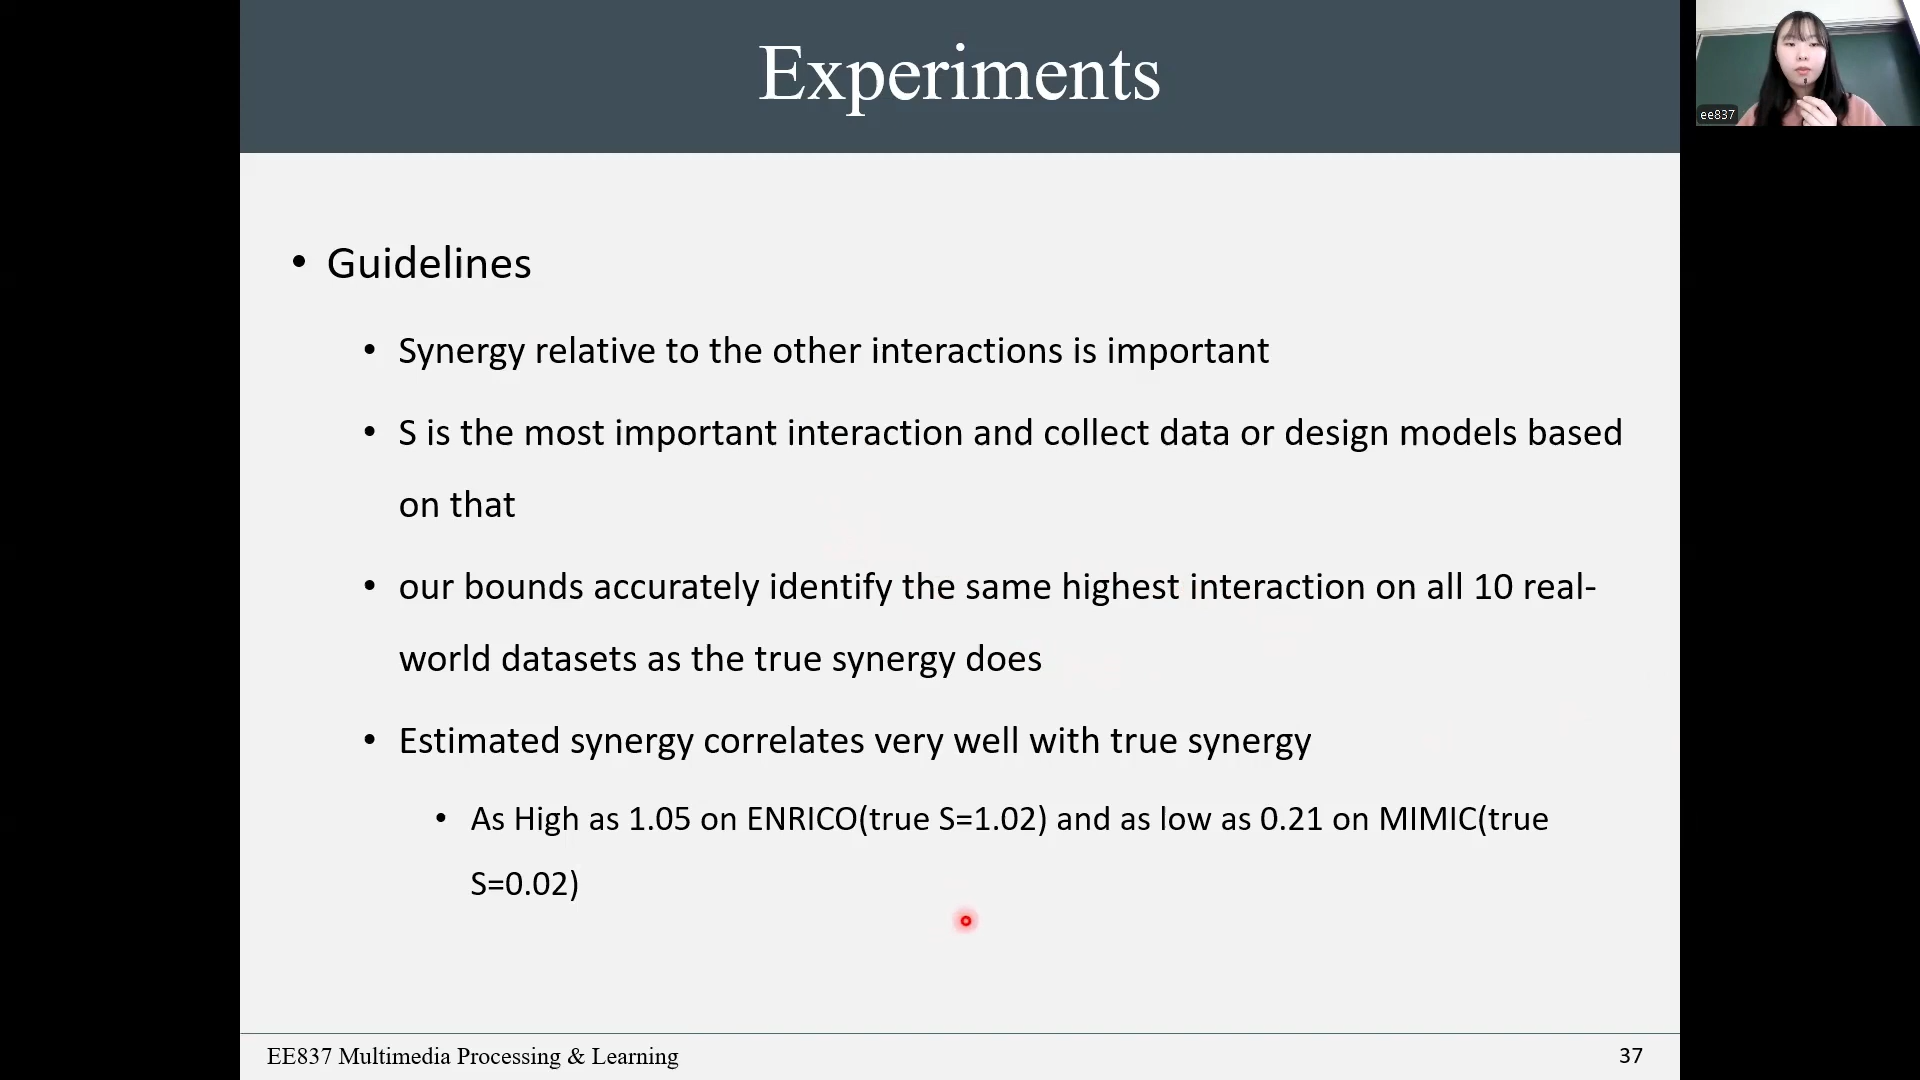 Experiments
ee837
• Guidelines
• Synergy relative to the other interactions is important
• S is the most important interaction and collect data or design models based
on that
• our bounds accurately identify the same highest interaction on all 10 real-
world datasets as the true synergy does
• Estimated synergy correlates very well with true synergy
• As High as 1.05 on ENRICO(true S=1.02) and as low as 0.21 on MIMIC(true
S=0.02)
EE837 Multimedia Processing & Learning
37